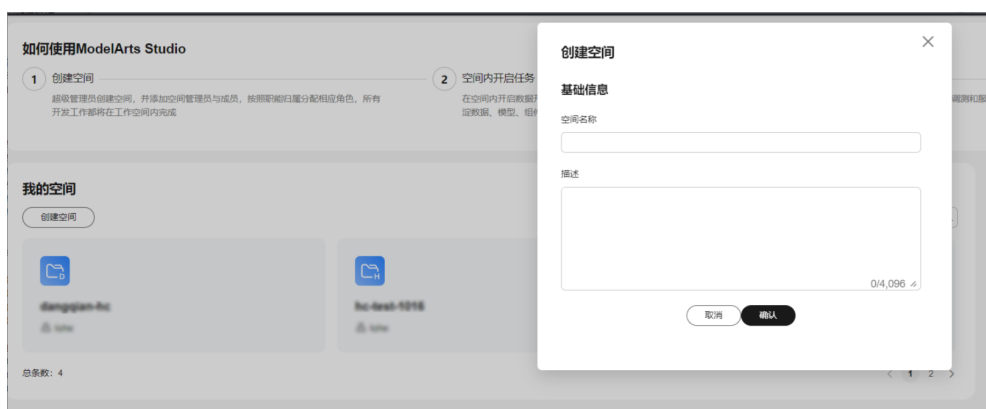 如何使用ModelArts Studio
1 创建空间
超级管理员创建空间，并添加空间管理员与成员，按照职能归属分配相应角色，所有
开发工作都将在工作空间内完成
2 空间内开启任务
在空间内开启数据
调测和服
淀数据、模型、组
我的空间
创建空间
总条数：4
1 2
创建空间
基础信息
空间名称
描述
0/4,096
取消 确认